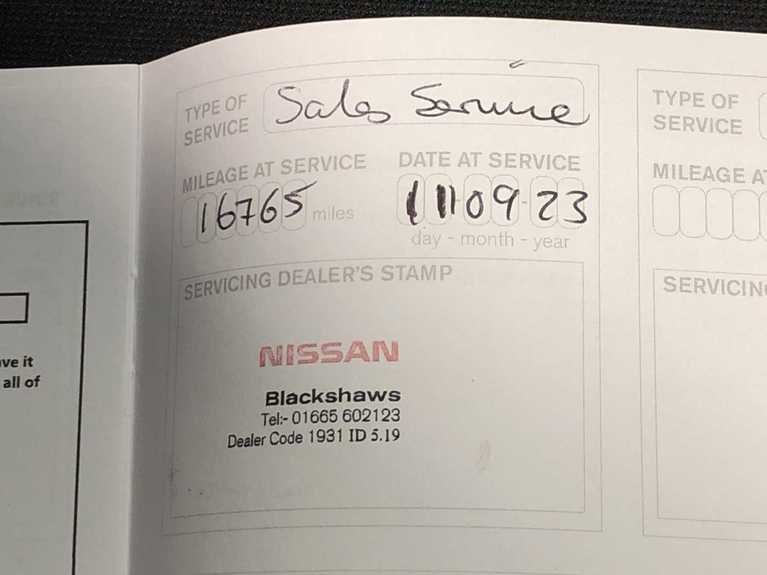 TYPE OF SERVICE Sales Service
MILEAGE AT SERVICE
16765 miles
DATE AT SERVICE
11 09 - 23
day - month - year
SERVICING DEALER'S STAMP
NISSAN
Blackshaws
Tel:- 01665 602123
Dealer Code 1931 ID 5.19
TYPE OF
SERVICE
MILEAGE
SERVICING
ve it
all of